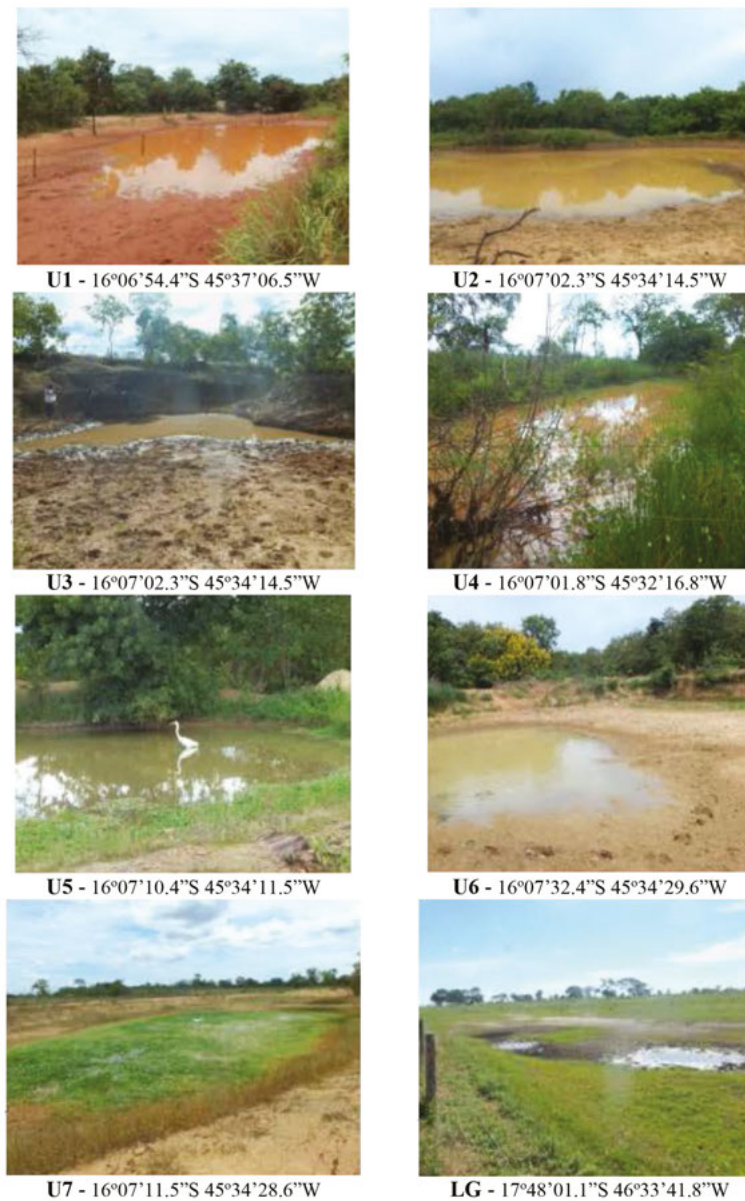 U1 - 16º06’54.4”S 45º37’06.5”W
U2 - 16º07’02.3”S 45º34’14.5”W
U3 - 16º07’02.3”S 45º34’14.5”W
U4 - 16º07’01.8”S 45º32’16.8”W
U5 - 16º07’10.4”S 45º34’11.5”W
U6 - 16º07’32.4”S 45º34’29.6”W
U7 - 16º07’11.5”S 45º34’28.6”W
LG - 17º48’01.1”S 46º33’41.8”W